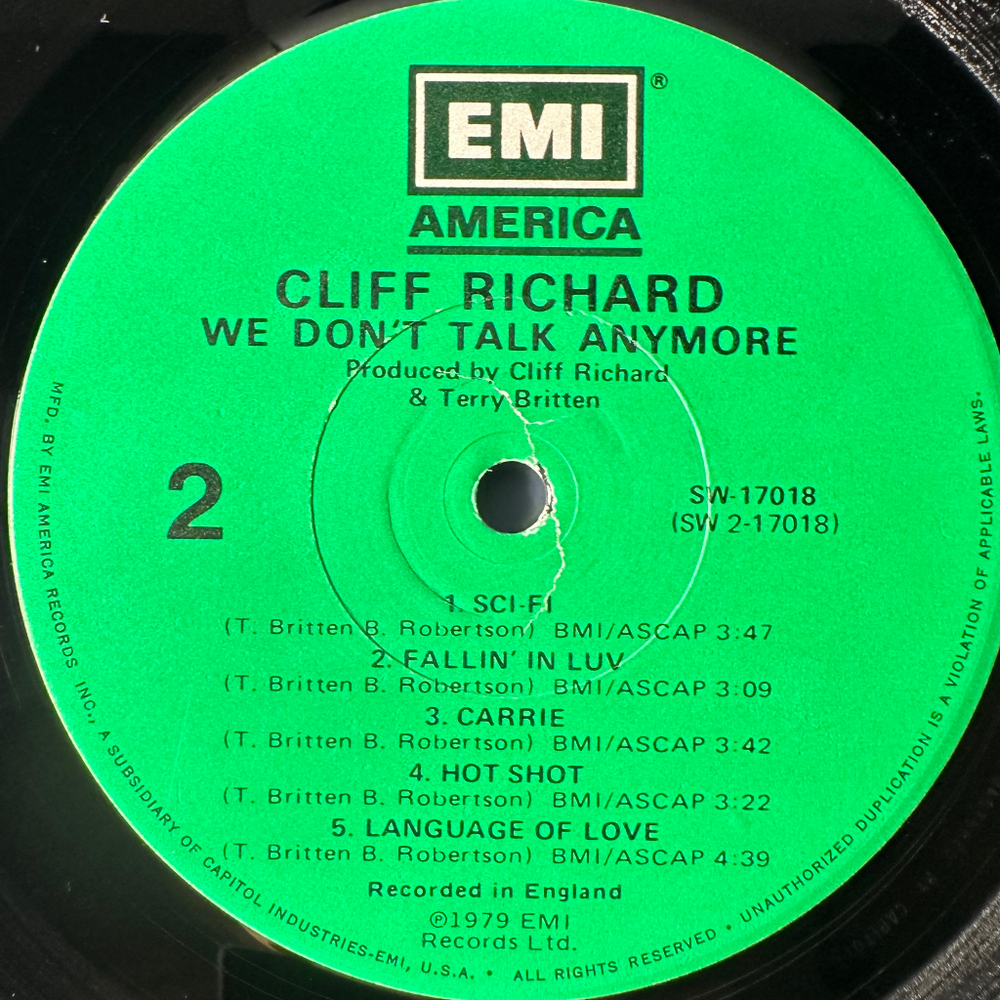 EMI ®
AMERICA
CLIFF RICHARD
WE DON'T TALK ANYMORE
Produced by Cliff Richard
& Terry Britten
2
SW-17018
(SW 2-17018)
1. SCI-FI
(T. Britten B. Robertson) BMI/ASCAP 3:47
2. FALLIN' IN LUV
(T. Britten B. Robertson) BMI/ASCAP 3:09
3. CARRIE
(T. Britten B. Robertson) BMI/ASCAP 3:42
4. HOT SHOT
(T. Britten B. Robertson) BMI/ASCAP 3:22
5. LANGUAGE OF LOVE
(T. Britten B. Robertson) BMI/ASCAP 4:39
Recorded in England
℗1979 EMI
Records Ltd.
MFD. BY EMI AMERICA RECORDS INC., A SUBSIDIARY OF CAPITOL INDUSTRIES-EMI, U.S.A. • ALL RIGHTS RESERVED • UNAUTHORIZED DUPLICATION IS A VIOLATION OF APPLICABLE LAWS.